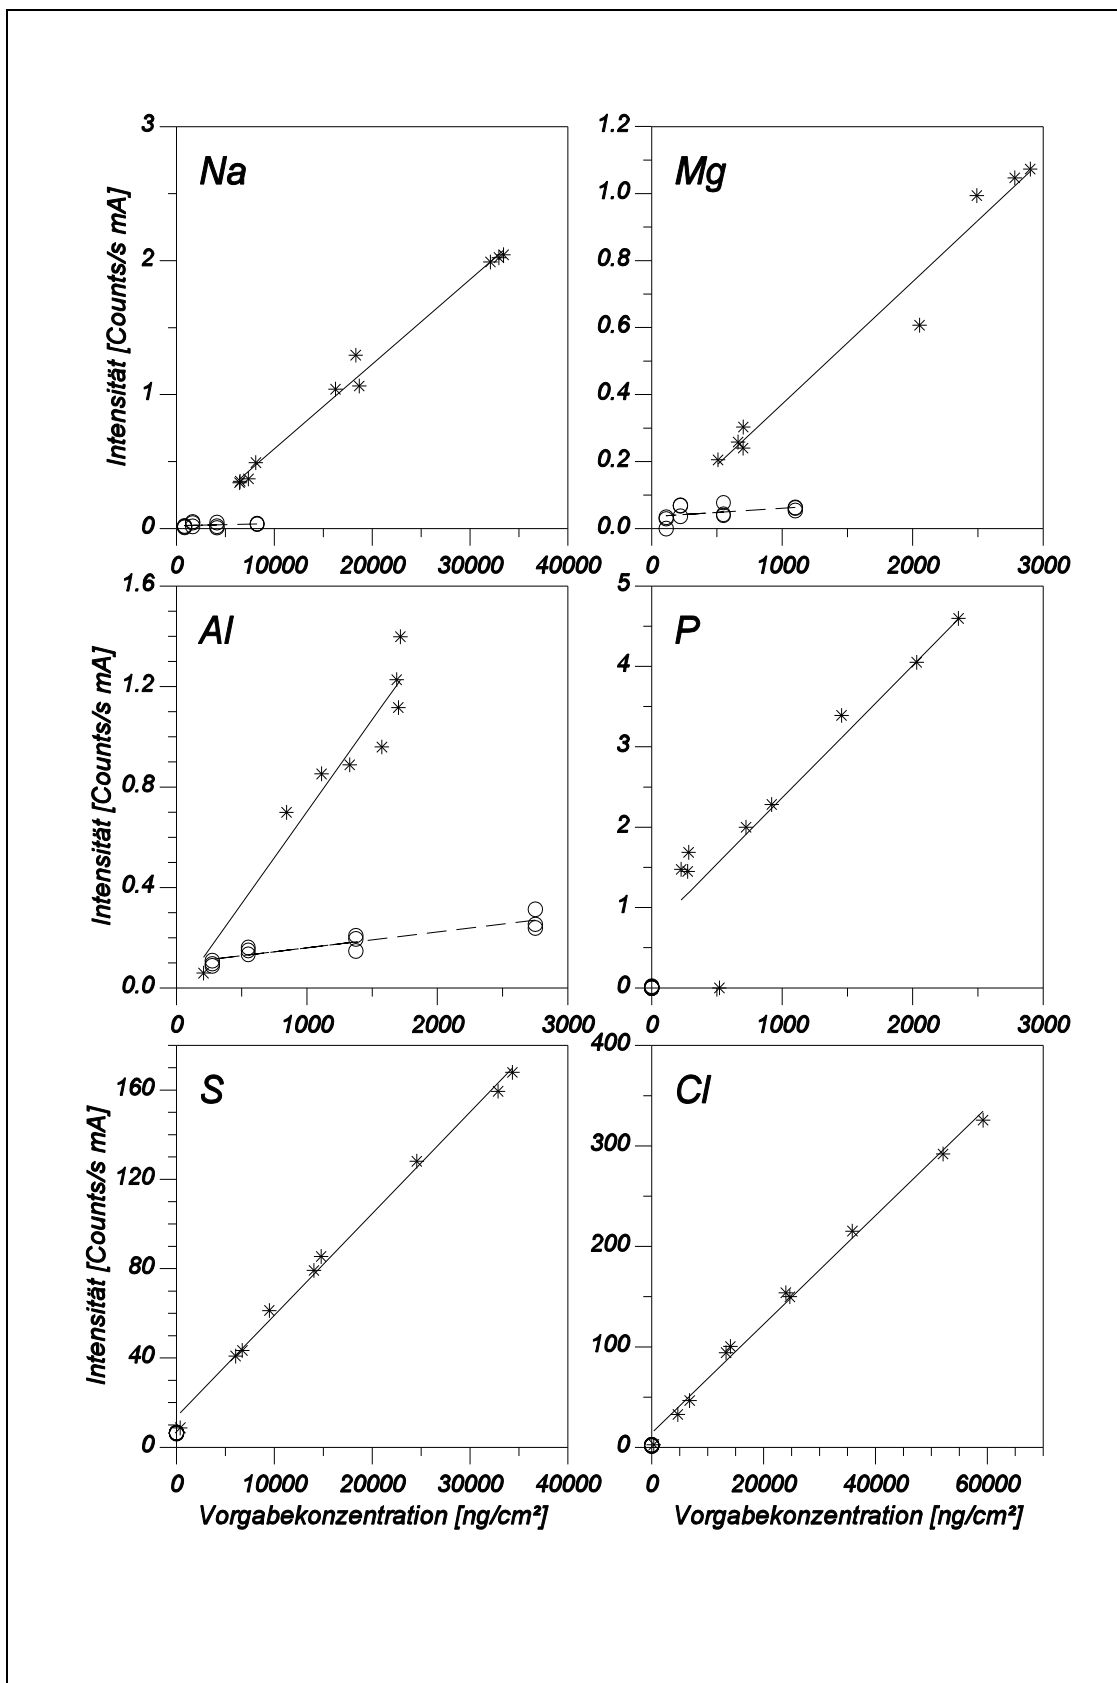 3
Na
2
1
0
0 10000 20000 30000 40000
Intensität [Counts/s mA]
1.2
Mg
1.0
0.8
0.6
0.4
0.2
0.0
0 1000 2000 3000
1.6
Al
1.2
0.8
0.4
0.0
0 1000 2000 3000
Intensität [Counts/s mA]
5
P
4
3
2
1
0
0 1000 2000 3000
S
160
120
80
40
0
0 10000 20000 30000 40000
Intensität [Counts/s mA]
Vorgabekonzentration [ng/cm²]
400
Cl
300
200
100
0
0 20000 40000 60000
Vorgabekonzentration [ng/cm²]